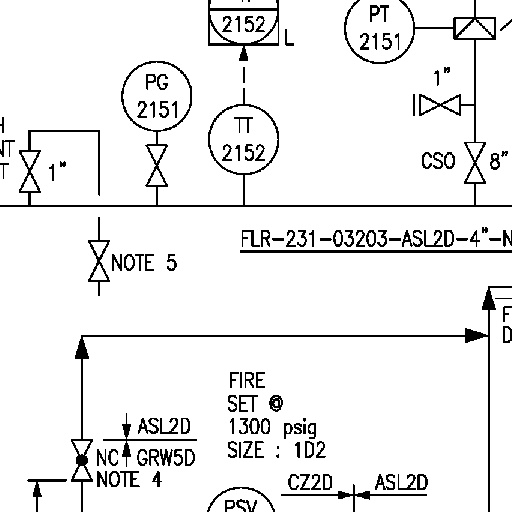 2152
L
PT
2151
PG
2151
TT
2152
1"
CSO
8"
NT
T
1"
NOTE 5
FLR-231-03203-ASL2D-4"-N
F
D
FIRE
SET @
1300 psig
SIZE : 1D2
ASL2D
NC
GRW5D
NOTE 4
CZ2D
ASL2D
PSV